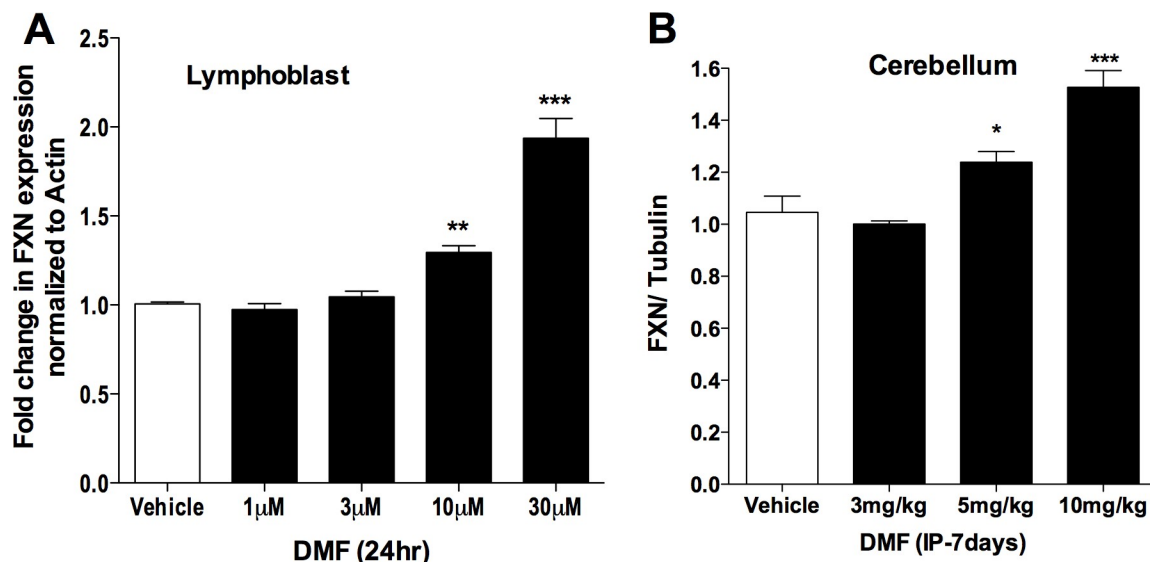 A
Fold change in FXN expression
normalized to Actin
2.5
2.0
1.5
1.0
0.5
0.0
Lymphoblast
**
***
Vehicle 1µM 3µM 10µM 30µM
DMF (24hr)
B
FXN/ Tubulin
1.6
1.4
1.2
1.0
0.8
0.6
0.4
0.2
0.0
Cerebellum
*
***
Vehicle 3mg/kg 5mg/kg 10mg/kg
DMF (IP-7days)